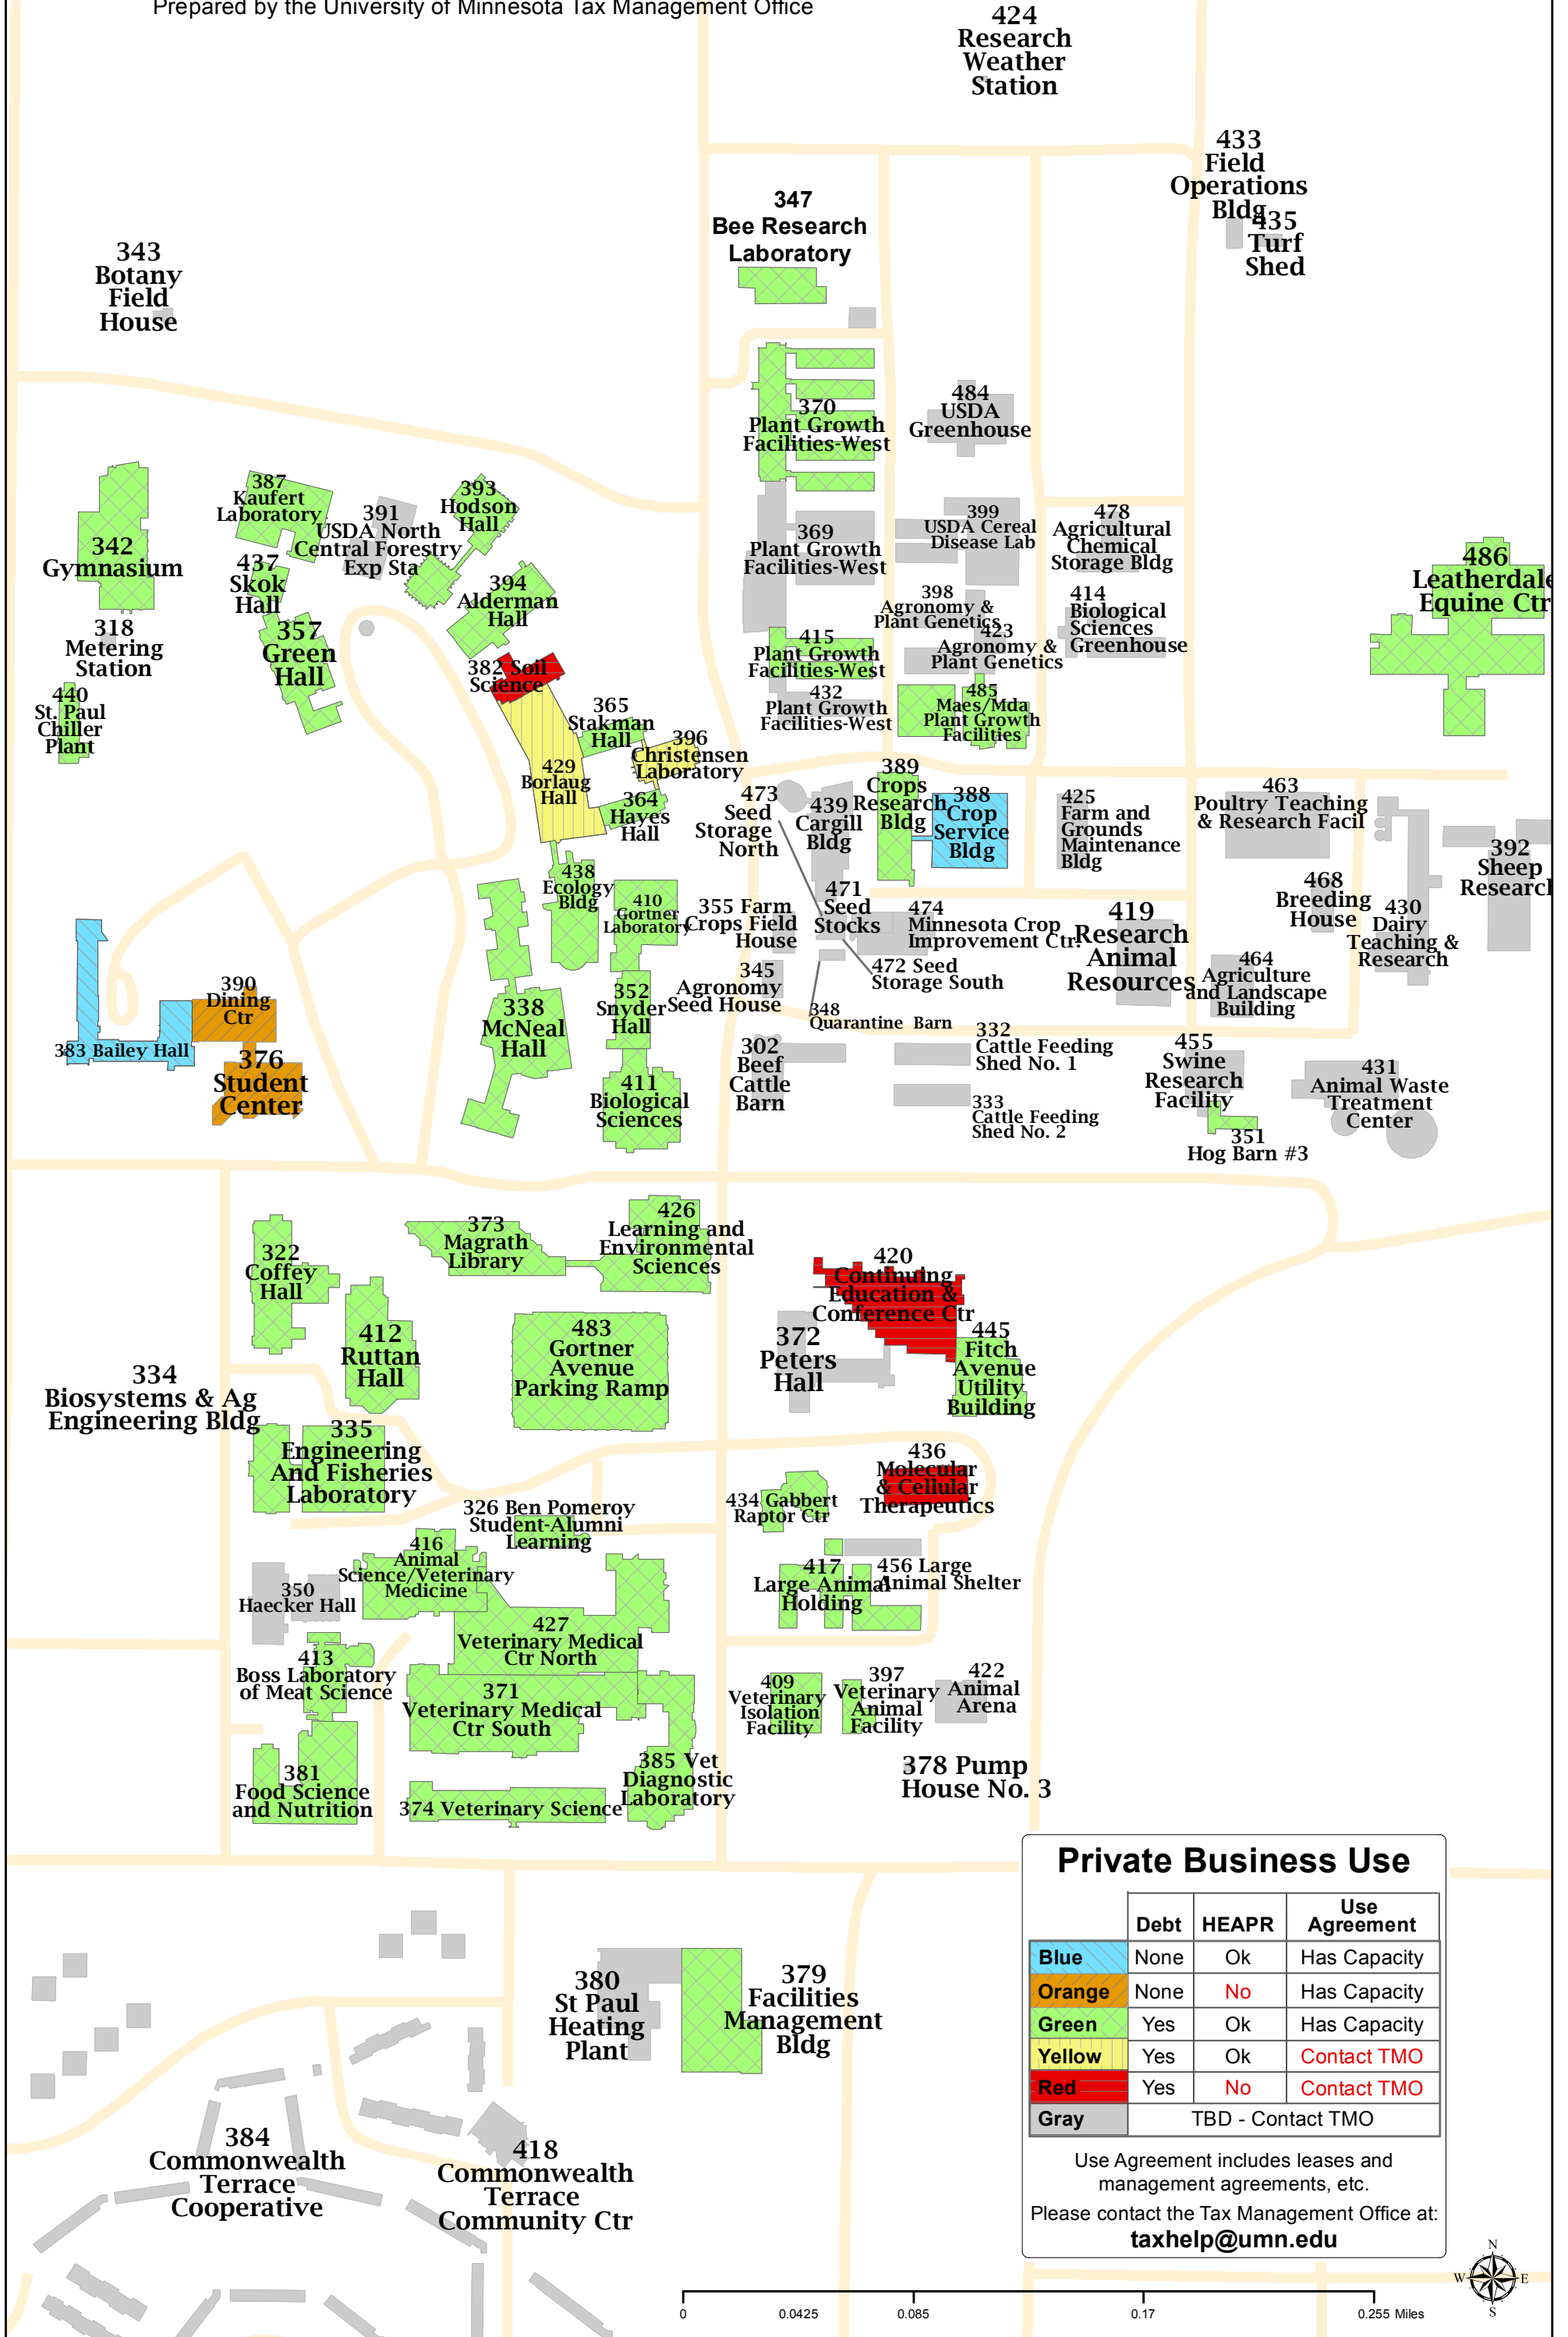 Prepared by the University of Minnesota Tax Management Office
424
Research
Weather
Station
433
Field
Operations
Bldg
435
Turf
Shed
347
Bee Research
Laboratory
343
Botany
Field
House
370
Plant Growth
Facilities-West
484
USDA
Greenhouse
387
Kaufert
Laboratory
391
USDA North
Central Forestry
Exp Sta
393
Hodson
Hall
342
Gymnasium
437
Skok
Hall
394
Alderman
Hall
369
Plant Growth
Facilities-West
399
USDA Cereal
Disease Lab
478
Agricultural
Chemical
Storage Bldg
486
Leatherdale
Equine Ctr
398
Agronomy &
Plant Genetics
414
Biological
Sciences
Greenhouse
318
Metering
Station
357
Green
Hall
415
Plant Growth
Facilities-West
423
Agronomy &
Plant Genetics
382 Soil
Science
440
St. Paul
Chiller
Plant
365
Stakman
Hall
432
Plant Growth
Facilities-West
485
Maes/Mda
Plant Growth
Facilities
396
Christensen
Laboratory
429
Borlaug
Hall
364
Hayes
Hall
473
Seed
Storage
North
439
Cargill
Bldg
389
Crops
Research
Bldg
388
Crop
Service
Bldg
425
Farm and
Grounds
Maintenance
Bldg
463
Poultry Teaching
& Research Facil
392
Sheep
Research
438
Ecology
Bldg
410
Gortner
Laboratory
355 Farm
Crops Field
House
471
Seed
Stocks
474
Minnesota Crop
Improvement Ctr.
419
Research
Animal
Resources
468
Breeding
House
430
Dairy
Teaching &
Research
472 Seed
Storage South
464
Agriculture
and Landscape
Building
345
Agronomy
Seed House
348
Quarantine Barn
390
Dining
Ctr
383 Bailey Hall
376
Student
Center
338
McNeal
Hall
352
Snyder
Hall
411
Biological
Sciences
302
Beef
Cattle
Barn
332
Cattle Feeding
Shed No. 1
333
Cattle Feeding
Shed No. 2
455
Swine
Research
Facility
351
Hog Barn #3
431
Animal Waste
Treatment
Center
322
Coffey
Hall
373
Magrath
Library
426
Learning and
Environmental
Sciences
420
Continuing
Education &
Conference Ctr
412
Ruttan
Hall
483
Gortner
Avenue
Parking Ramp
372
Peters
Hall
445
Fitch
Avenue
Utility
Building
334
Biosystems & Ag
Engineering Bldg
335
Engineering
And Fisheries
Laboratory
436
Molecular
& Cellular
Therapeutics
434 Gabbert
Raptor Ctr
326 Ben Pomeroy
Student-Alumni
Learning
416
Animal
Science/Veterinary
Medicine
350
Haecker Hall
417
Large Animal
Holding
456 Large
Animal Shelter
427
Veterinary Medical
Ctr North
413
Boss Laboratory
of Meat Science
371
Veterinary Medical
Ctr South
409
Veterinary
Isolation
Facility
397
Veterinary
Animal
Facility
422
Animal
Arena
381
Food Science
and Nutrition
374 Veterinary Science
385 Vet
Diagnostic
Laboratory
378 Pump
House No. 3
380
St Paul
Heating
Plant
379
Facilities
Management
Bldg
384
Commonwealth
Terrace
Cooperative
418
Commonwealth
Terrace
Community Ctr
Private Business Use
Debt HEAPR Use Agreement
Blue None Ok Has Capacity
Orange None No Has Capacity
Green Yes Ok Has Capacity
Yellow Yes Ok Contact TMO
Red Yes No Contact TMO
Gray TBD - Contact TMO
Use Agreement includes leases and
management agreements, etc.
Please contact the Tax Management Office at:
taxhelp@umn.edu
N
W E
S
0 0.0425 0.085 0.17 0.255 Miles